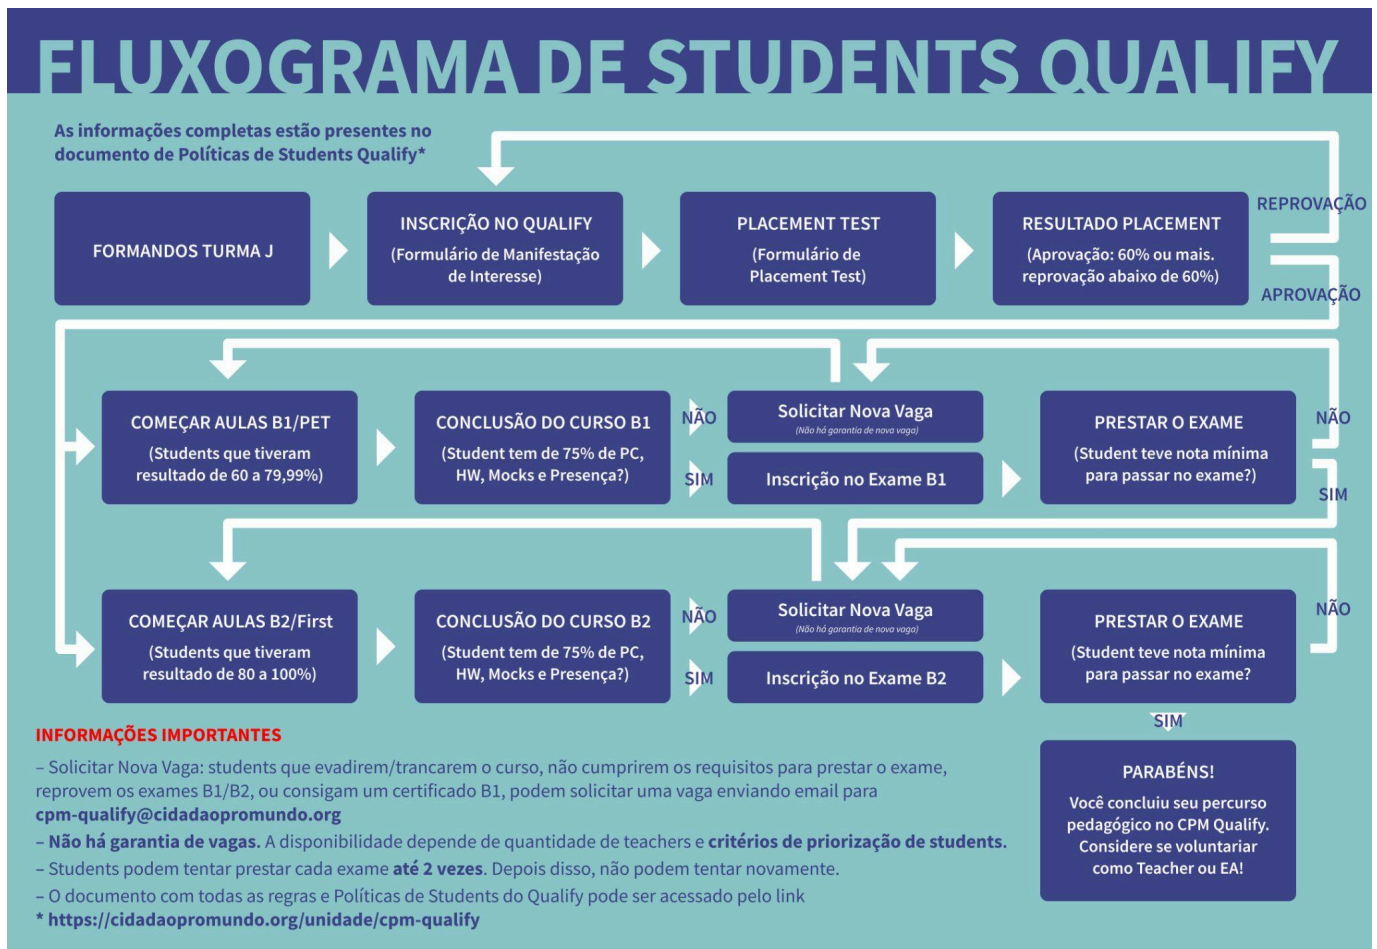 FLUXOGRAMA DE STUDENTS QUALIFY
As informações completas estão presentes no
documento de Políticas de Students Qualify*
FORMANDOS TURMA J
INSCRIÇÃO NO QUALIFY
(Formulário de Manifestação
de Interesse)
PLACEMENT TEST
(Formulário de
Placement Test)
RESULTADO PLACEMENT
(Aprovação: 60% ou mais.
reprovação abaixo de 60%)
REPROVAÇÃO
APROVAÇÃO
COMEÇAR AULAS B1/PET
(Students que tiveram
resultado de 60 a 79,99%)
CONCLUSÃO DO CURSO B1
(Student tem de 75% de PC,
HW, Mocks e Presença?)
NÃO
SIM
Solicitar Nova Vaga
(Não há garantia de nova vaga)
Inscrição no Exame B1
PRESTAR O EXAME
(Student teve nota mínima
para passar no exame?)
NÃO
SIM
COMEÇAR AULAS B2/First
(Students que tiveram
resultado de 80 a 100%)
CONCLUSÃO DO CURSO B2
(Student tem de 75% de PC,
HW, Mocks e Presença?)
NÃO
SIM
Solicitar Nova Vaga
(Não há garantia de nova vaga)
Inscrição no Exame B2
PRESTAR O EXAME
(Student teve nota mínima
para passar no exame?
NÃO
SIM
PARABÉNS!
Você concluiu seu percurso
pedagógico no CPM Qualify.
Considere se voluntariar
como Teacher ou EA!
INFORMAÇÕES IMPORTANTES
– Solicitar Nova Vaga: students que evadirem/trancarem o curso, não cumprirem os requisitos para prestar o exame,
reprovem os exames B1/B2, ou consigam um certificado B1, podem solicitar uma vaga enviando email para
cpm-qualify@cidadaopromundo.org
– Não há garantia de vagas. A disponibilidade depende de quantidade de teachers e critérios de priorização de students.
– Students podem tentar prestar cada exame até 2 vezes. Depois disso, não podem tentar novamente.
– O documento com todas as regras e Políticas de Students do Qualify pode ser acessado pelo link
* https://cidadaopromundo.org/unidade/cpm-qualify